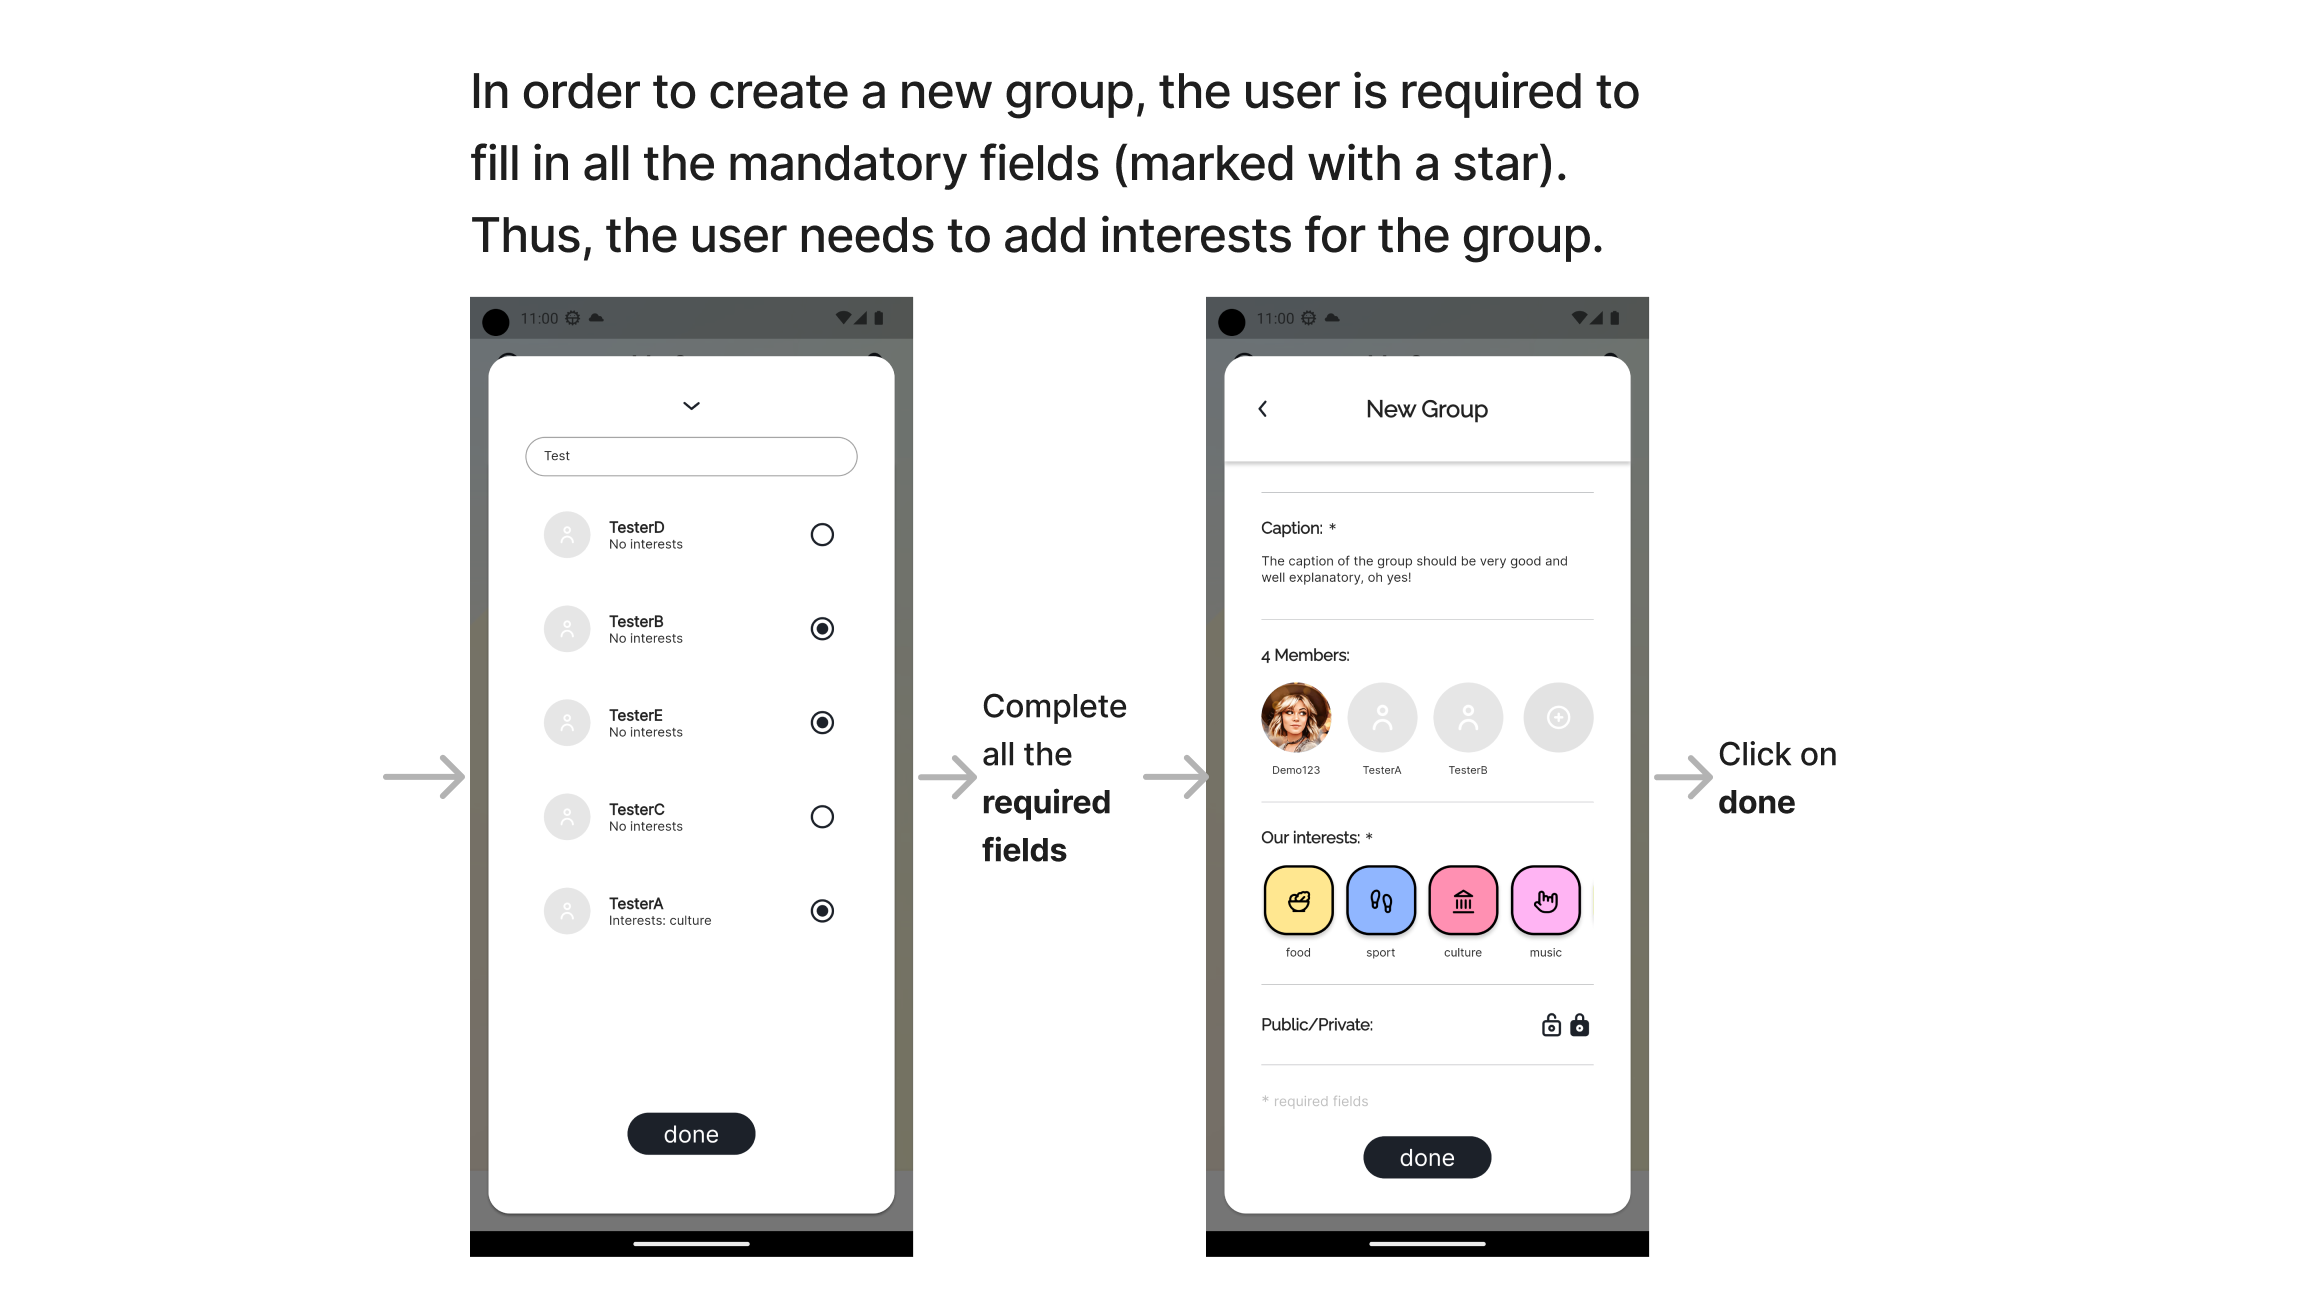 In order to create a new group, the user is required to
fill in all the mandatory fields (marked with a star).
Thus, the user needs to add interests for the group.
11:00
Test
TesterD
No interests
TesterB
No interests
TesterE
No interests
TesterC
No interests
TesterA
Interests: culture
done
Complete
all the
required
fields
11:00
New Group
Caption: *
The caption of the group should be very good and
well explanatory, oh yes!
4 Members:
Demo123 TesterA TesterB
Our interests: *
food sport culture music
Public/Private:
* required fields
done
Click on
done